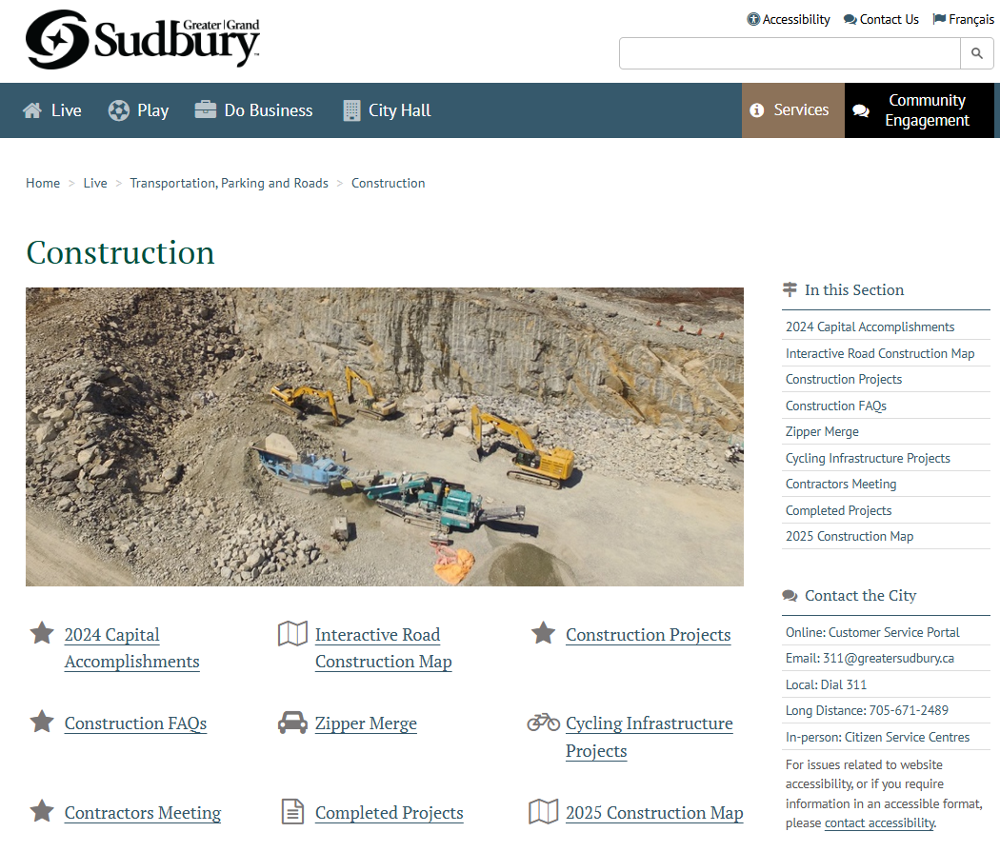 Greater | Grand
Sudbury™
Accessibility
Contact Us
Français
Live
Play
Do Business
City Hall
Services
Community
Engagement
Home > Live > Transportation, Parking and Roads > Construction
Construction
2024 Capital
Accomplishments
Interactive Road
Construction Map
Construction Projects
Construction FAQs
Zipper Merge
Cycling Infrastructure
Projects
Contractors Meeting
Completed Projects
2025 Construction Map
In this Section
2024 Capital Accomplishments
Interactive Road Construction Map
Construction Projects
Construction FAQs
Zipper Merge
Cycling Infrastructure Projects
Contractors Meeting
Completed Projects
2025 Construction Map
Contact the City
Online: Customer Service Portal
Email: 311@greatersudbury.ca
Local: Dial 311
Long Distance: 705-671-2489
In-person: Citizen Service Centres
For issues related to website
accessibility, or if you require
information in an accessible format,
please contact accessibility.